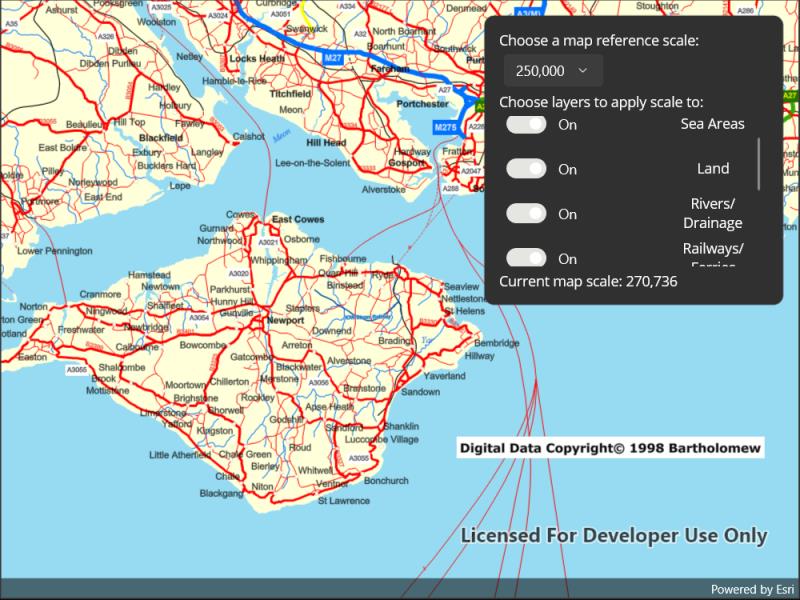 Choose a map reference scale:
250,000
Choose layers to apply scale to:
On
Sea Areas
On
Land
On
Rivers/
Drainage
On
Railways/
Ferries
Current map scale: 270,736
Ashurst
A3025
A3024
A3051
A334
Denmead
A3(M)
Stoughton
A286
Woolston
Swanwick
A32
North Boarhunt
A326
Boarhunt
Southwick
Dibden
Dibden Purlieu
Netley
Locks Heath
M27
Fareham
Hamble-le-Rice
Titchfield
A27
A27
Hardley
Holbury
Meon
Portchester
Beaulieu
Hill Top
Fawley
M275
Blackfield
Calshot
Meon
Hill Head
East Boldre
Exbury
Langley
Hardway
Fratton
Bucklers Hard
Lee-on-the-Solent
Gosport
A2047
Pilley
Norleywood
Lepe
Alverstoke
A288
East End
Portmore
Cowes
East Cowes
Gurnard
Northwood
A3021
Osborne
Lower Pennington
Whippingham
Fishbourne
Hamstead
A3020
Quarr Hill
Ryde
Newtown
Parkhurst
Binstead
Seaview
Cranmore
Hunny Hill
Nettlestone
Norton
Shalfleet
Staplers
St Helens
Ningwood
A3054
Gunville
Newport
Freshwater
Newbridge
Downend
Calbourne
Bowcombe
Arreton
Brading
Bembridge
Easton
Gatcombe
Hillway
A3055
Shalcombe
Blackwater
Alverstone
Brook
Moortown
Chillerton
Merstone
A3056
Yaverland
Mottistone
Brighstone
Rookley
Branstone
Sandown
Limerstone
Shorwell
Apse Heath
Yafford
Godshill
Shanklin
Kingston
Sandford
Luccombe Village
Little Atherfield
Chale Green
Roud
Digital Data Copyright© 1998 Bartholomew
Bierley
Whitwell
A3055
Chale
Ventnor
Bonchurch
Blackgang
Niton
St Lawrence
Licensed For Developer Use Only
Powered by Esri